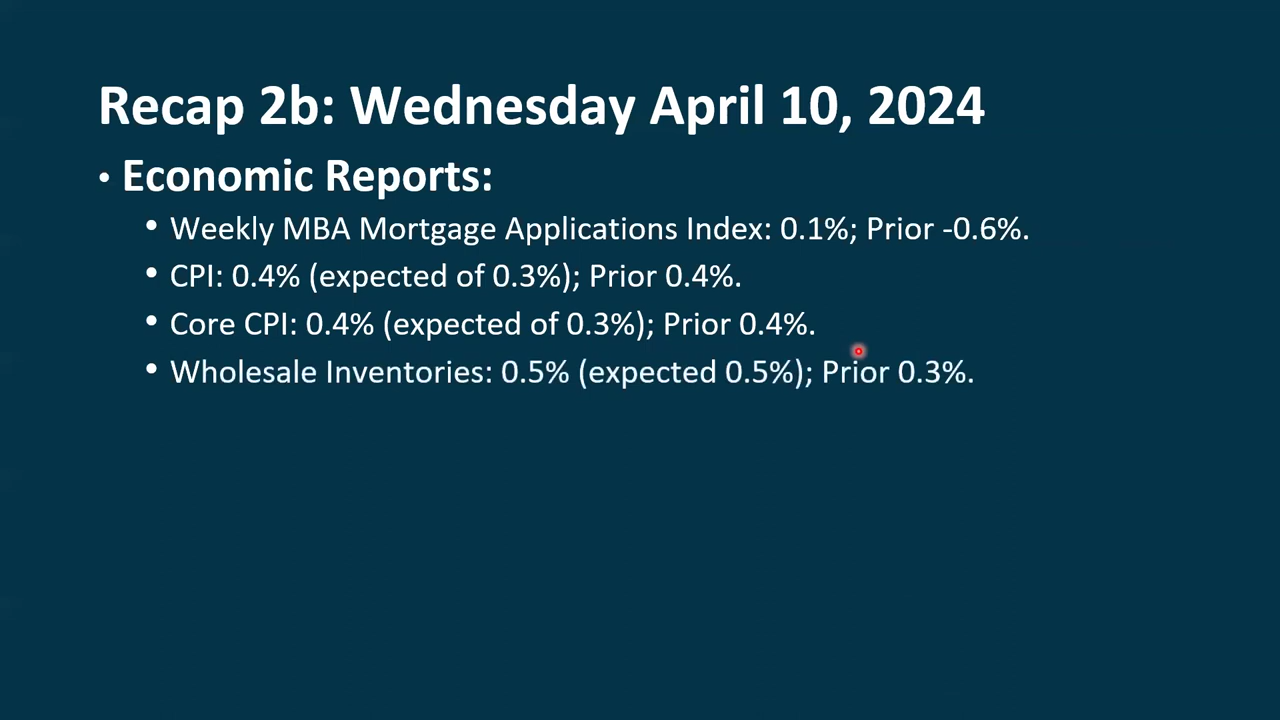 Recap 2b: Wednesday April 10, 2024
• Economic Reports:
• Weekly MBA Mortgage Applications Index: 0.1%; Prior -0.6%.
• CPI: 0.4% (expected of 0.3%); Prior 0.4%.
• Core CPI: 0.4% (expected of 0.3%); Prior 0.4%.
• Wholesale Inventories: 0.5% (expected 0.5%); Prior 0.3%.